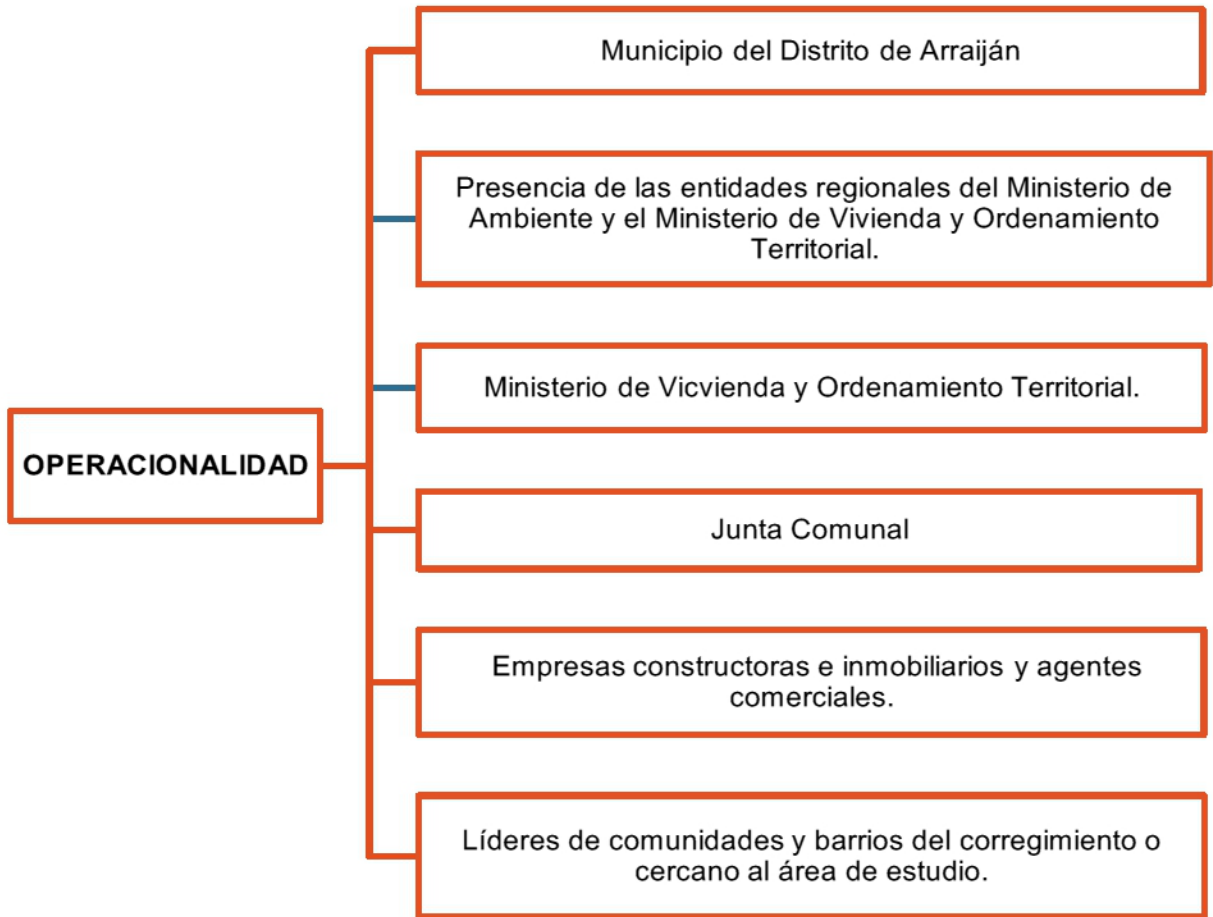 Municipio del Distrito de Arraiján
Presencia de las entidades regionales del Ministerio de
Ambiente y el Ministerio de Vivienda y Ordenamiento
Territorial.
Ministerio de Vicvienda y Ordenamiento Territorial.
OPERACIONALIDAD
Junta Comunal
Empresas constructoras e inmobiliarios y agentes
comerciales.
Líderes de comunidades y barrios del corregimiento o
cercano al área de estudio.